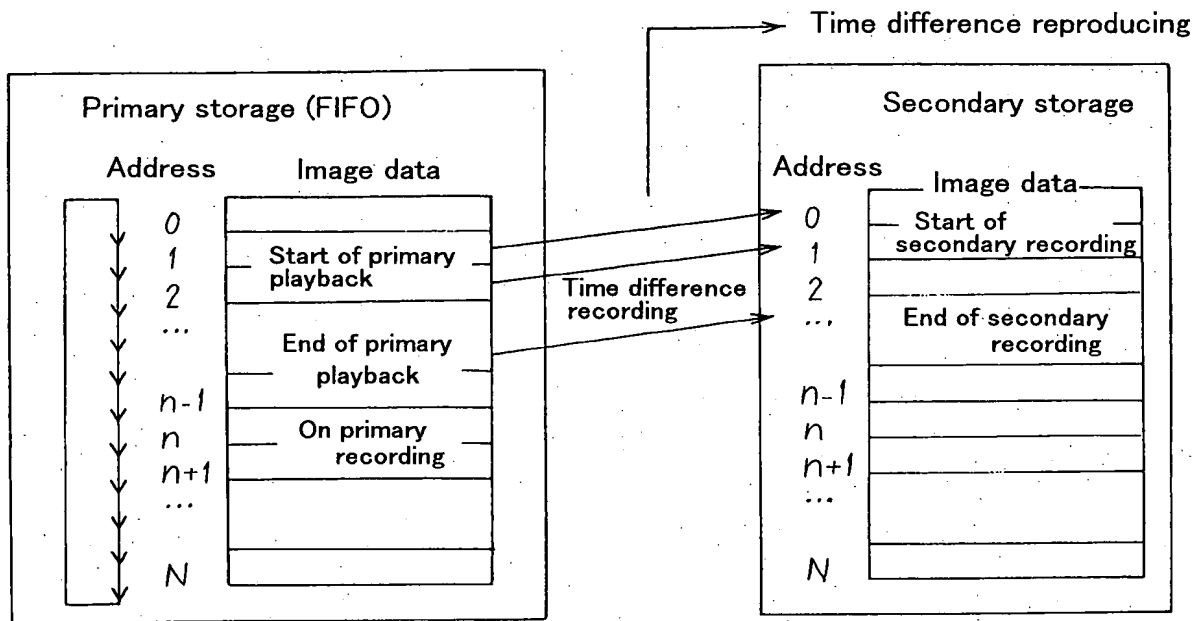 Time difference reproducing
Primary storage (FIFO)
Address
Image data
0
1
2
...
n-1
n
n+1
...
N
Start of primary
playback
End of primary
playback
On primary
recording
Time difference
recording
Secondary storage
Address
Image data
0
1
2
...
n-1
n
n+1
...
N
Start of
secondary recording
End of secondary
recording